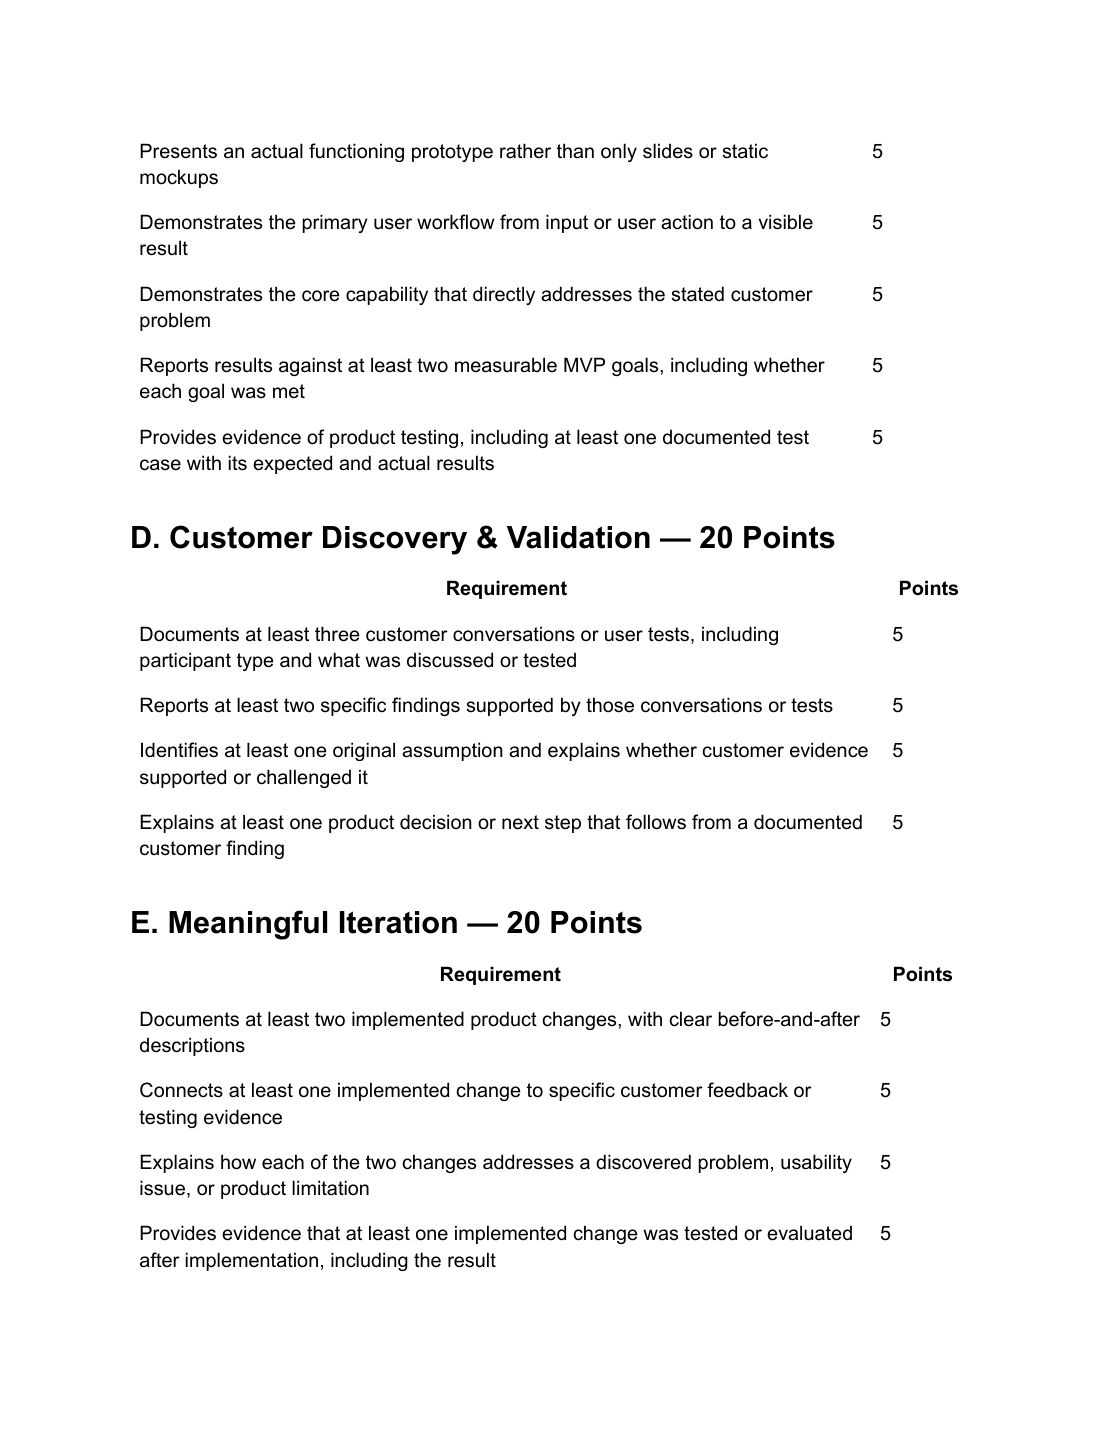 Presents an actual functioning prototype rather than only slides or static 5
mockups
Demonstrates the primary user workflow from input or user action to a visible 5
result
Demonstrates the core capability that directly addresses the stated customer 5
problem
Reports results against at least two measurable MVP goals, including whether 5
each goal was met
Provides evidence of product testing, including at least one documented test 5
case with its expected and actual results
D. Customer Discovery & Validation — 20 Points
Requirement Points
Documents at least three customer conversations or user tests, including 5
participant type and what was discussed or tested
Reports at least two specific findings supported by those conversations or tests 5
Identifies at least one original assumption and explains whether customer evidence 5
supported or challenged it
Explains at least one product decision or next step that follows from a documented 5
customer finding
E. Meaningful Iteration — 20 Points
Requirement Points
Documents at least two implemented product changes, with clear before-and-after 5
descriptions
Connects at least one implemented change to specific customer feedback or 5
testing evidence
Explains how each of the two changes addresses a discovered problem, usability 5
issue, or product limitation
Provides evidence that at least one implemented change was tested or evaluated 5
after implementation, including the result